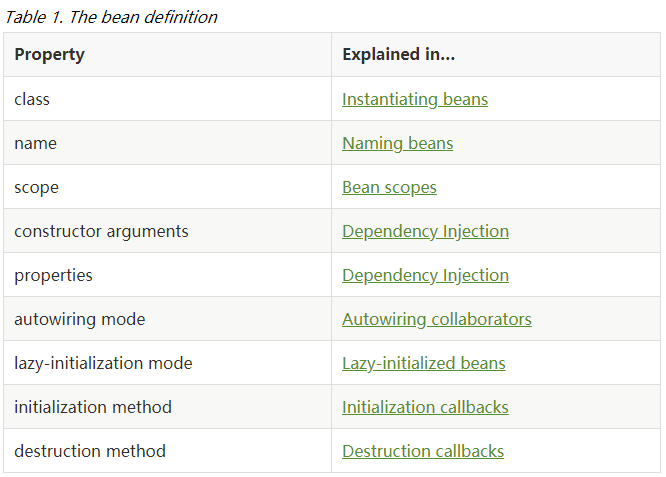 Table 1. The bean definition
Property Explained in...
class Instantiating beans
name Naming beans
scope Bean scopes
constructor arguments Dependency Injection
properties Dependency Injection
autowiring mode Autowiring collaborators
lazy-initialization mode Lazy-initialized beans
initialization method Initialization callbacks
destruction method Destruction callbacks